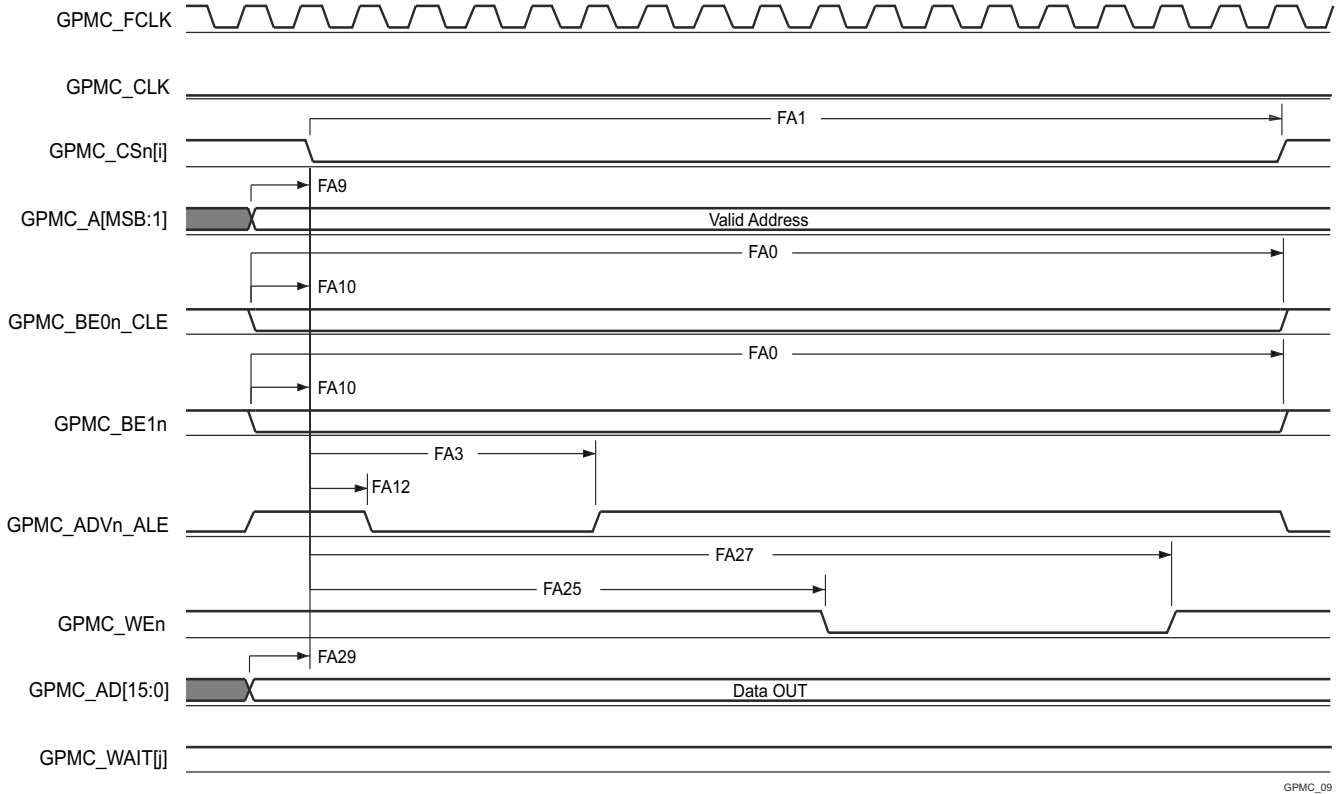 GPMC_FCLK
GPMC_CLK
FA1
GPMC_CSn[i]
FA9
GPMC_A[MSB:1]
Valid Address
FA0
FA10
GPMC_BE0n_CLE
FA0
FA10
GPMC_BE1n
FA3
FA12
GPMC_ADVn_ALE
FA27
FA25
GPMC_WEn
FA29
GPMC_AD[15:0]
Data OUT
GPMC_WAIT[j]
GPMC_09